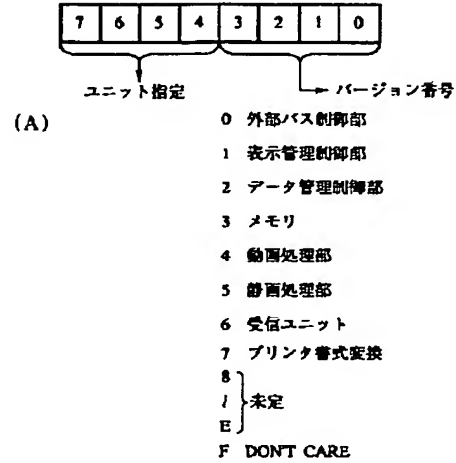 7 6 5 4 3 2 1 0
ユニット指定 バージョン番号
(A)
0 外部バス制御部
1 表示管理制御部
2 データ管理制御部
3 メモリ
4 動画処理部
5 静画処理部
6 受信ユニット
7 プリンタ書式変換
8
/ 未定
E
F DON'T CARE